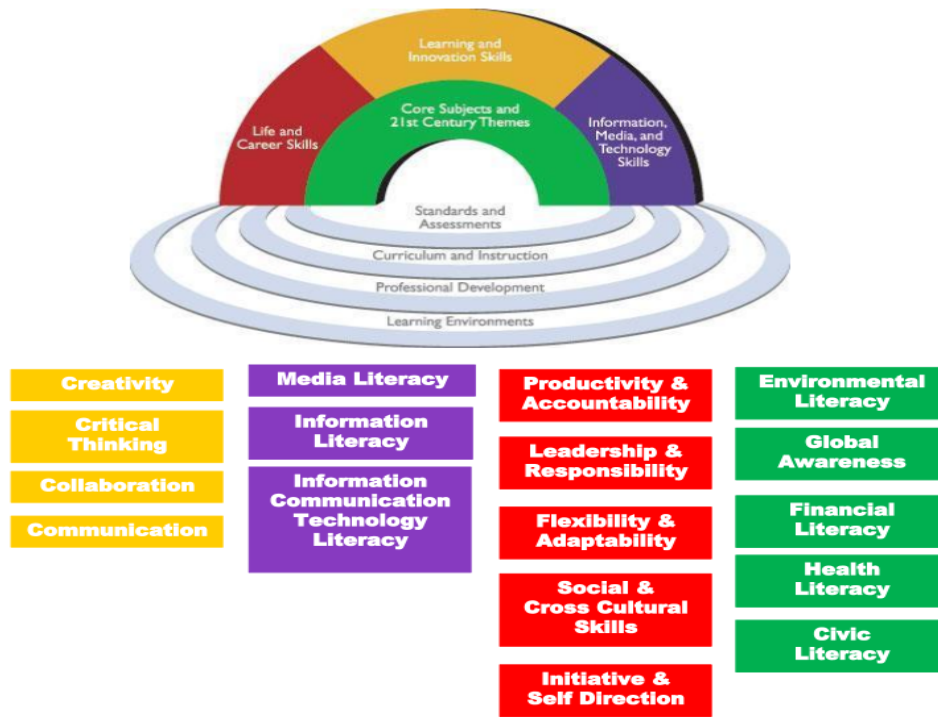 Learning and
Innovation Skills
Core Subjects and
21st Century Themes
Life and
Career Skills
Information,
Media, and
Technology
Skills
Standards and
Assessments
Curriculum and Instruction
Professional Development
Learning Environments
Creativity
Critical
Thinking
Collaboration
Communication
Media Literacy
Information
Literacy
Information
Communication
Technology
Literacy
Productivity &
Accountability
Leadership &
Responsibility
Flexibility &
Adaptability
Social &
Cross Cultural
Skills
Initiative &
Self Direction
Environmental
Literacy
Global
Awareness
Financial
Literacy
Health
Literacy
Civic
Literacy